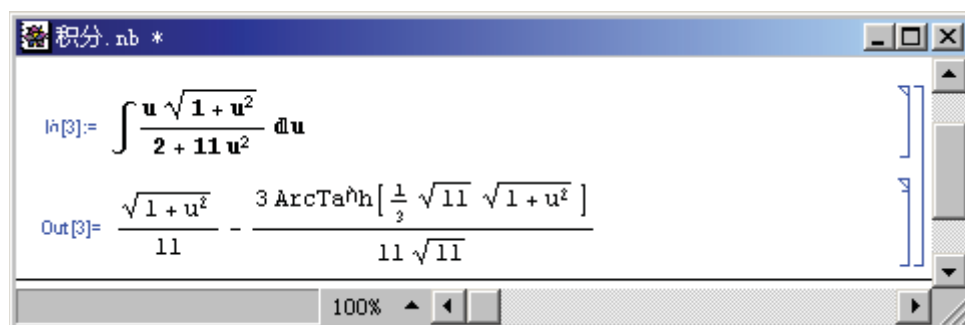 积分.nb *
In[3]:= ∫ u √(1 + u²) / (2 + 11 u²) ⅆu
Out[3]= √(1 + u²) / 11 - 3 ArcTanh[1/3 √11 √(1 + u²)] / (11 √11)
100%